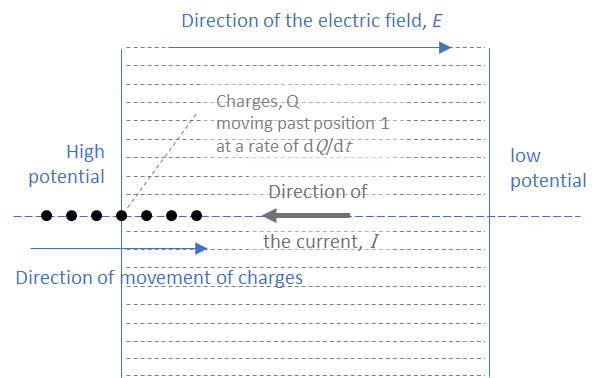 Direction of the electric field, E
Charges, Q
moving past position 1
at a rate of dQ/dt
High
potential
low
potential
Direction of
the current, I
Direction of movement of charges